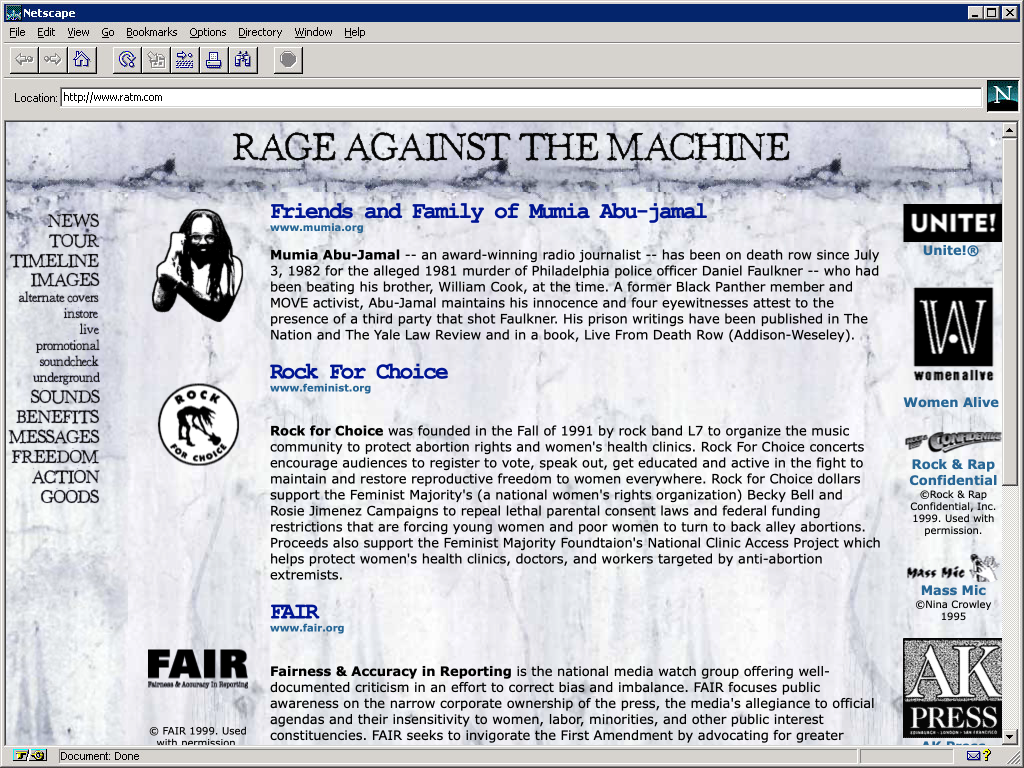 Netscape
File Edit View Go Bookmarks Options Directory Window Help
Location: http://www.ratm.com
N
RAGE AGAINST THE MACHINE
NEWS
TOUR
TIMELINE
IMAGES
alternate covers
instore
live
promotional
soundcheck
underground
SOUNDS
BENEFITS
MESSAGES
FREEDOM
ACTION
GOODS
Friends and Family of Mumia Abu-jamal
www.mumia.org
Mumia Abu-Jamal -- an award-winning radio journalist -- has been on death row since July
3, 1982 for the alleged 1981 murder of Philadelphia police officer Daniel Faulkner -- who had
been beating his brother, William Cook, at the time. A former Black Panther member and
MOVE activist, Abu-Jamal maintains his innocence and four eyewitnesses attest to the
presence of a third party that shot Faulkner. His prison writings have been published in The
Nation and The Yale Law Review and in a book, Live From Death Row (Addison-Weseley).
ROCK
FOR CHOICE
Rock For Choice
www.feminist.org
Rock for Choice was founded in the Fall of 1991 by rock band L7 to organize the music
community to protect abortion rights and women's health clinics. Rock For Choice concerts
encourage audiences to register to vote, speak out, get educated and active in the fight to
maintain and restore reproductive freedom to women everywhere. Rock for Choice dollars
support the Feminist Majority's (a national women's rights organization) Becky Bell and
Rosie Jimenez Campaigns to repeal lethal parental consent laws and federal funding
restrictions that are forcing young women and poor women to turn to back alley abortions.
Proceeds also support the Feminist Majority Foundtaion's National Clinic Access Project which
helps protect women's health clinics, doctors, and workers targeted by anti-abortion
extremists.
FAIR
Fairness & Accuracy In Reporting
© FAIR 1999. Used
with permission
FAIR
www.fair.org
Fairness & Accuracy in Reporting is the national media watch group offering well-
documented criticism in an effort to correct bias and imbalance. FAIR focuses public
awareness on the narrow corporate ownership of the press, the media's allegiance to official
agendas and their insensitivity to women, labor, minorities, and other public interest
constituencies. FAIR seeks to invigorate the First Amendment by advocating for greater
UNITE!
Unite!®
W
women alive
Women Alive
CONFIDENTIAL
Rock & Rap
Confidential
©Rock & Rap
Confidential, Inc.
1999. Used with
permission.
MASS MIC
Mass Mic
©Nina Crowley
1995
AK
PRESS
EDINBURGH · LONDON · SAN FRANCISCO
AK Press
Document: Done